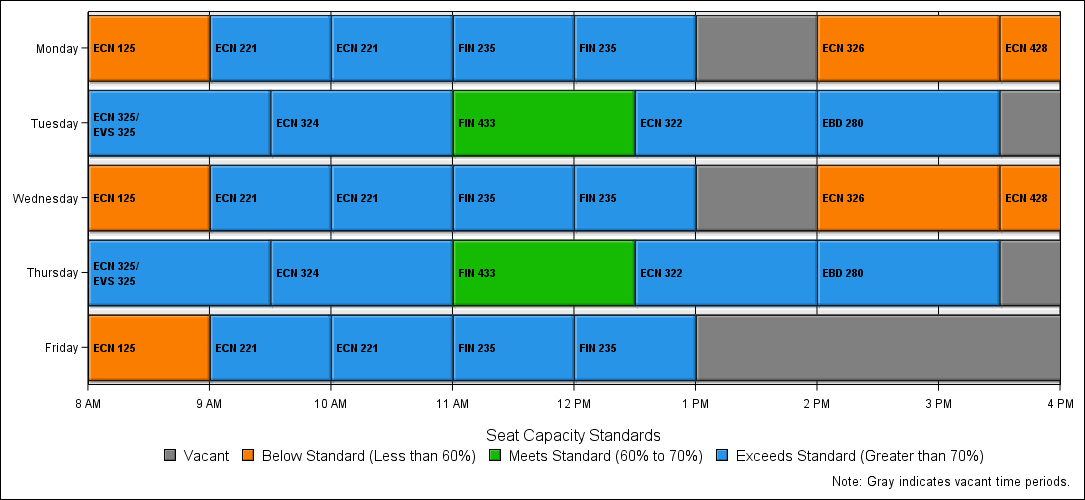 Monday
ECN 125
ECN 221
ECN 221
FIN 235
FIN 235
ECN 326
ECN 428
Tuesday
ECN 325/
EVS 325
ECN 324
FIN 433
ECN 322
EBD 280
Wednesday
ECN 125
ECN 221
ECN 221
FIN 235
FIN 235
ECN 326
ECN 428
Thursday
ECN 325/
EVS 325
ECN 324
FIN 433
ECN 322
EBD 280
Friday
ECN 125
ECN 221
ECN 221
FIN 235
FIN 235
8 AM
9 AM
10 AM
11 AM
12 PM
1 PM
2 PM
3 PM
4 PM
Seat Capacity Standards
Vacant
Below Standard (Less than 60%)
Meets Standard (60% to 70%)
Exceeds Standard (Greater than 70%)
Note: Gray indicates vacant time periods.